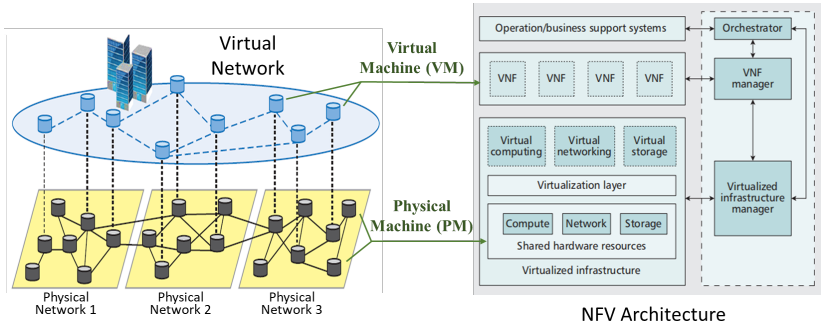 Virtual
Network
Virtual
Machine (VM)
Physical
Machine (PM)
Physical
Network 1
Physical
Network 2
Physical
Network 3
Operation/business support systems
Orchestrator
VNF
VNF
VNF
VNF
VNF
manager
Virtual
computing
Virtual
networking
Virtual
storage
Virtualization layer
Virtualized
infrastructure
manager
Compute
Network
Storage
Shared hardware resources
Virtualized infrastructure
NFV Architecture